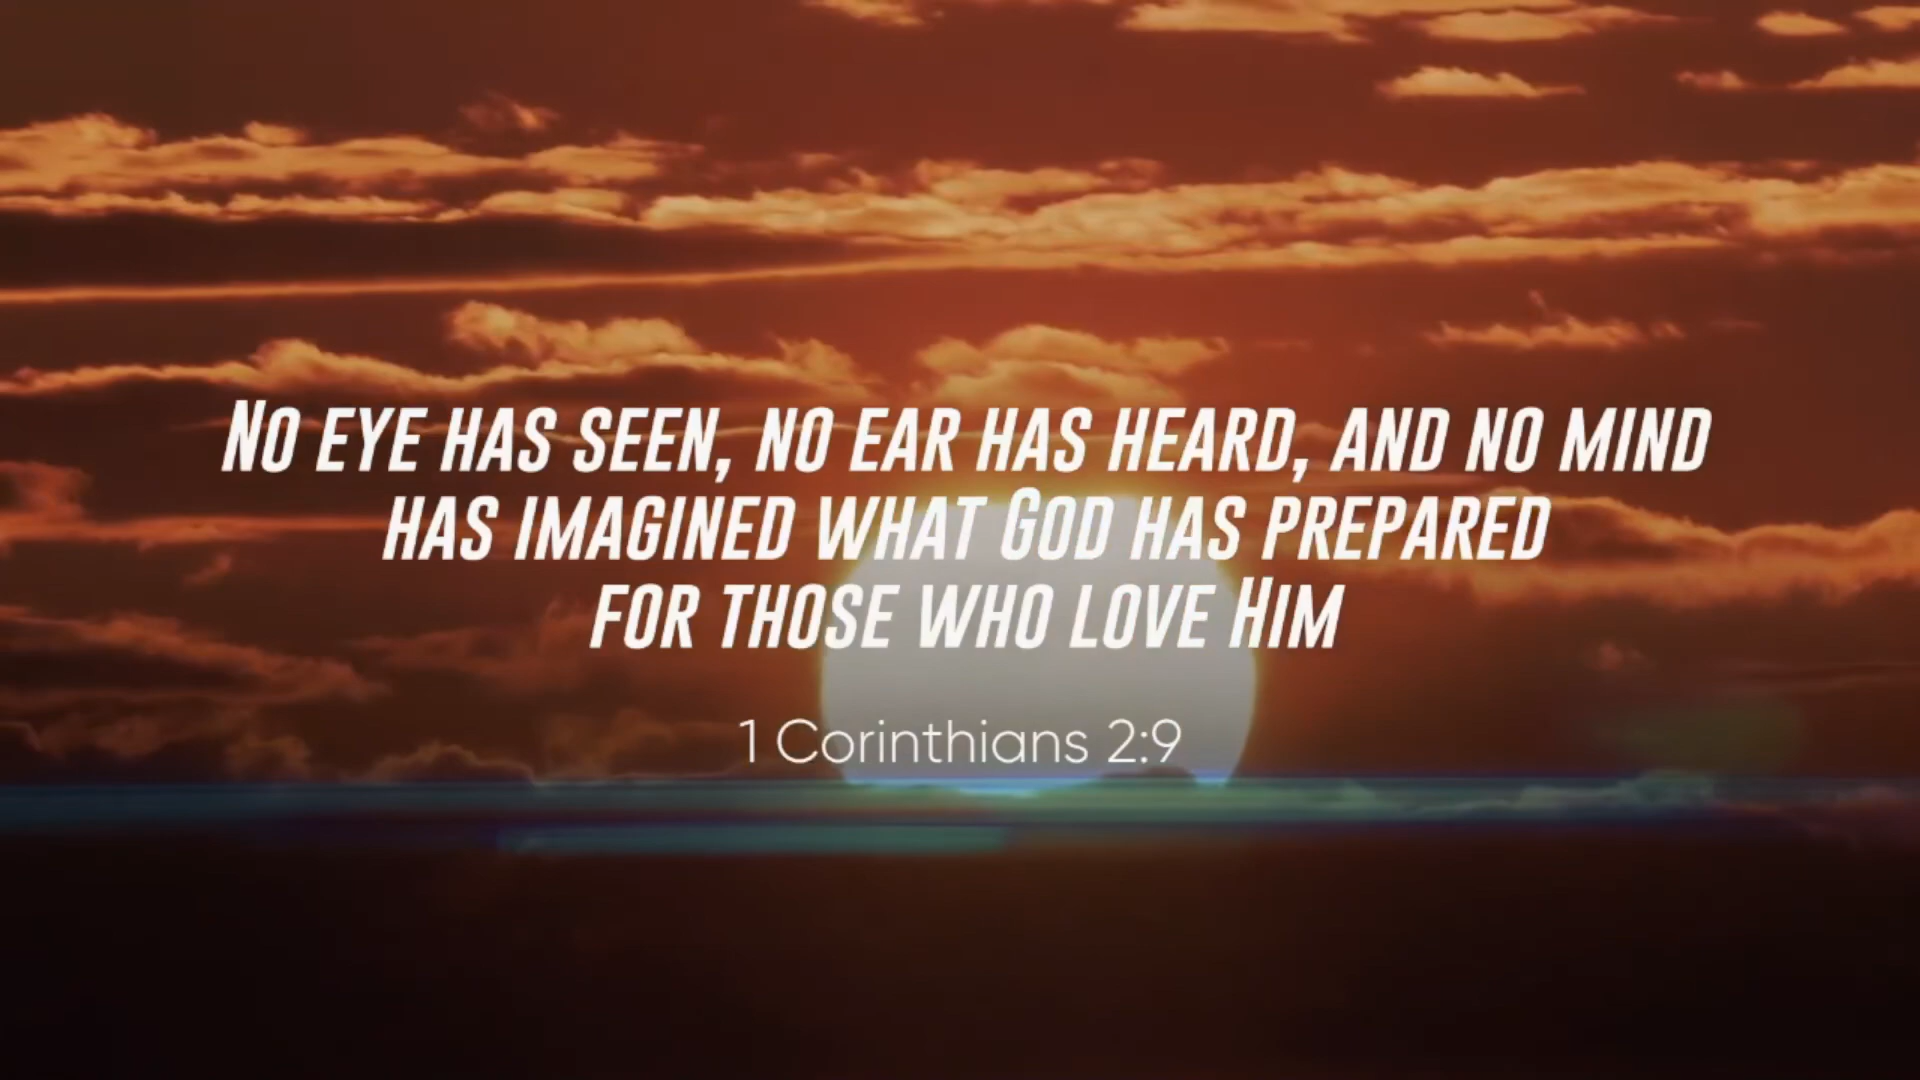 No eye has seen, no ear has heard, and no mind
has imagined what God has prepared
for those who love Him
1 Corinthians 2:9